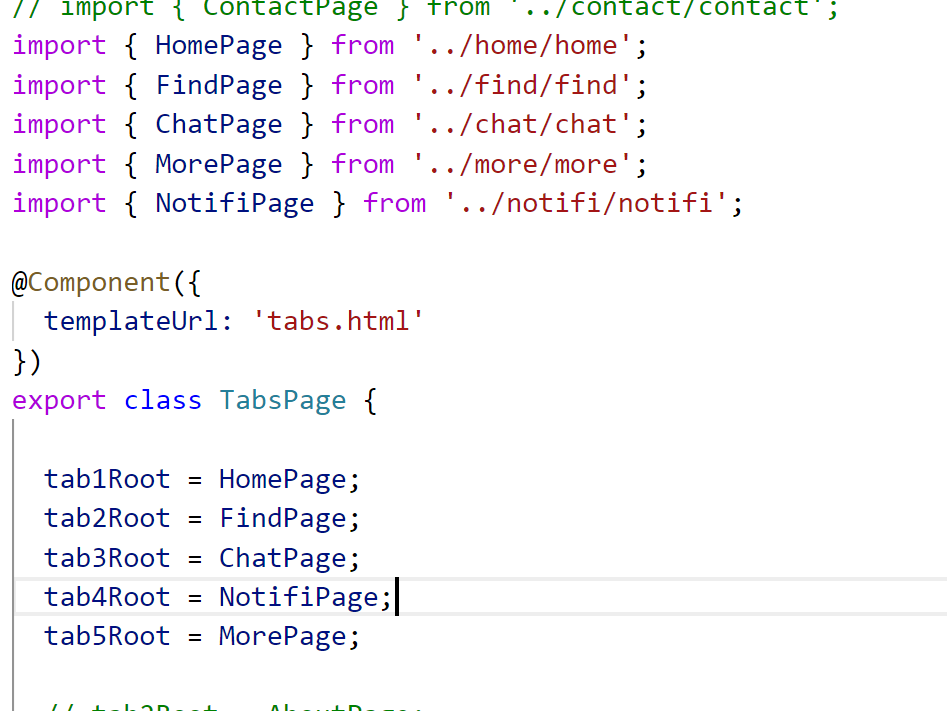 // import { ContactPage } from '../contact/contact';
import { HomePage } from '../home/home';
import { FindPage } from '../find/find';
import { ChatPage } from '../chat/chat';
import { MorePage } from '../more/more';
import { NotifiPage } from '../notifi/notifi';
@Component({
templateUrl: 'tabs.html'
})
export class TabsPage {
tab1Root = HomePage;
tab2Root = FindPage;
tab3Root = ChatPage;
tab4Root = NotifiPage;
tab5Root = MorePage;